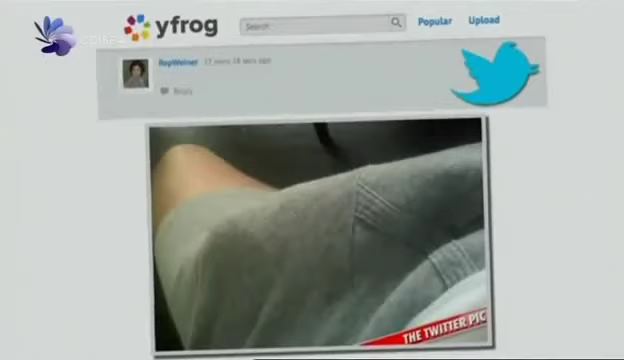 yfrog
Search
Popular
Upload
RepWeiner
Reply
THE TWITTER PIC